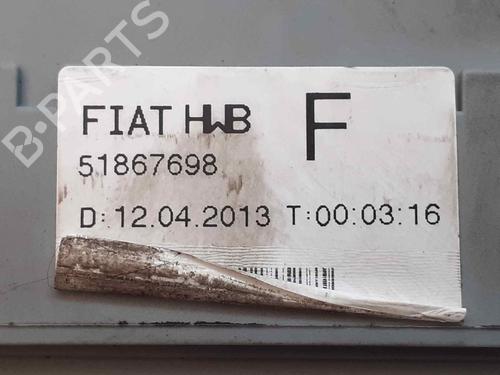 B-PARTS
FIAT HWB F
51867698
D: 12.04.2013 T:00:03:16